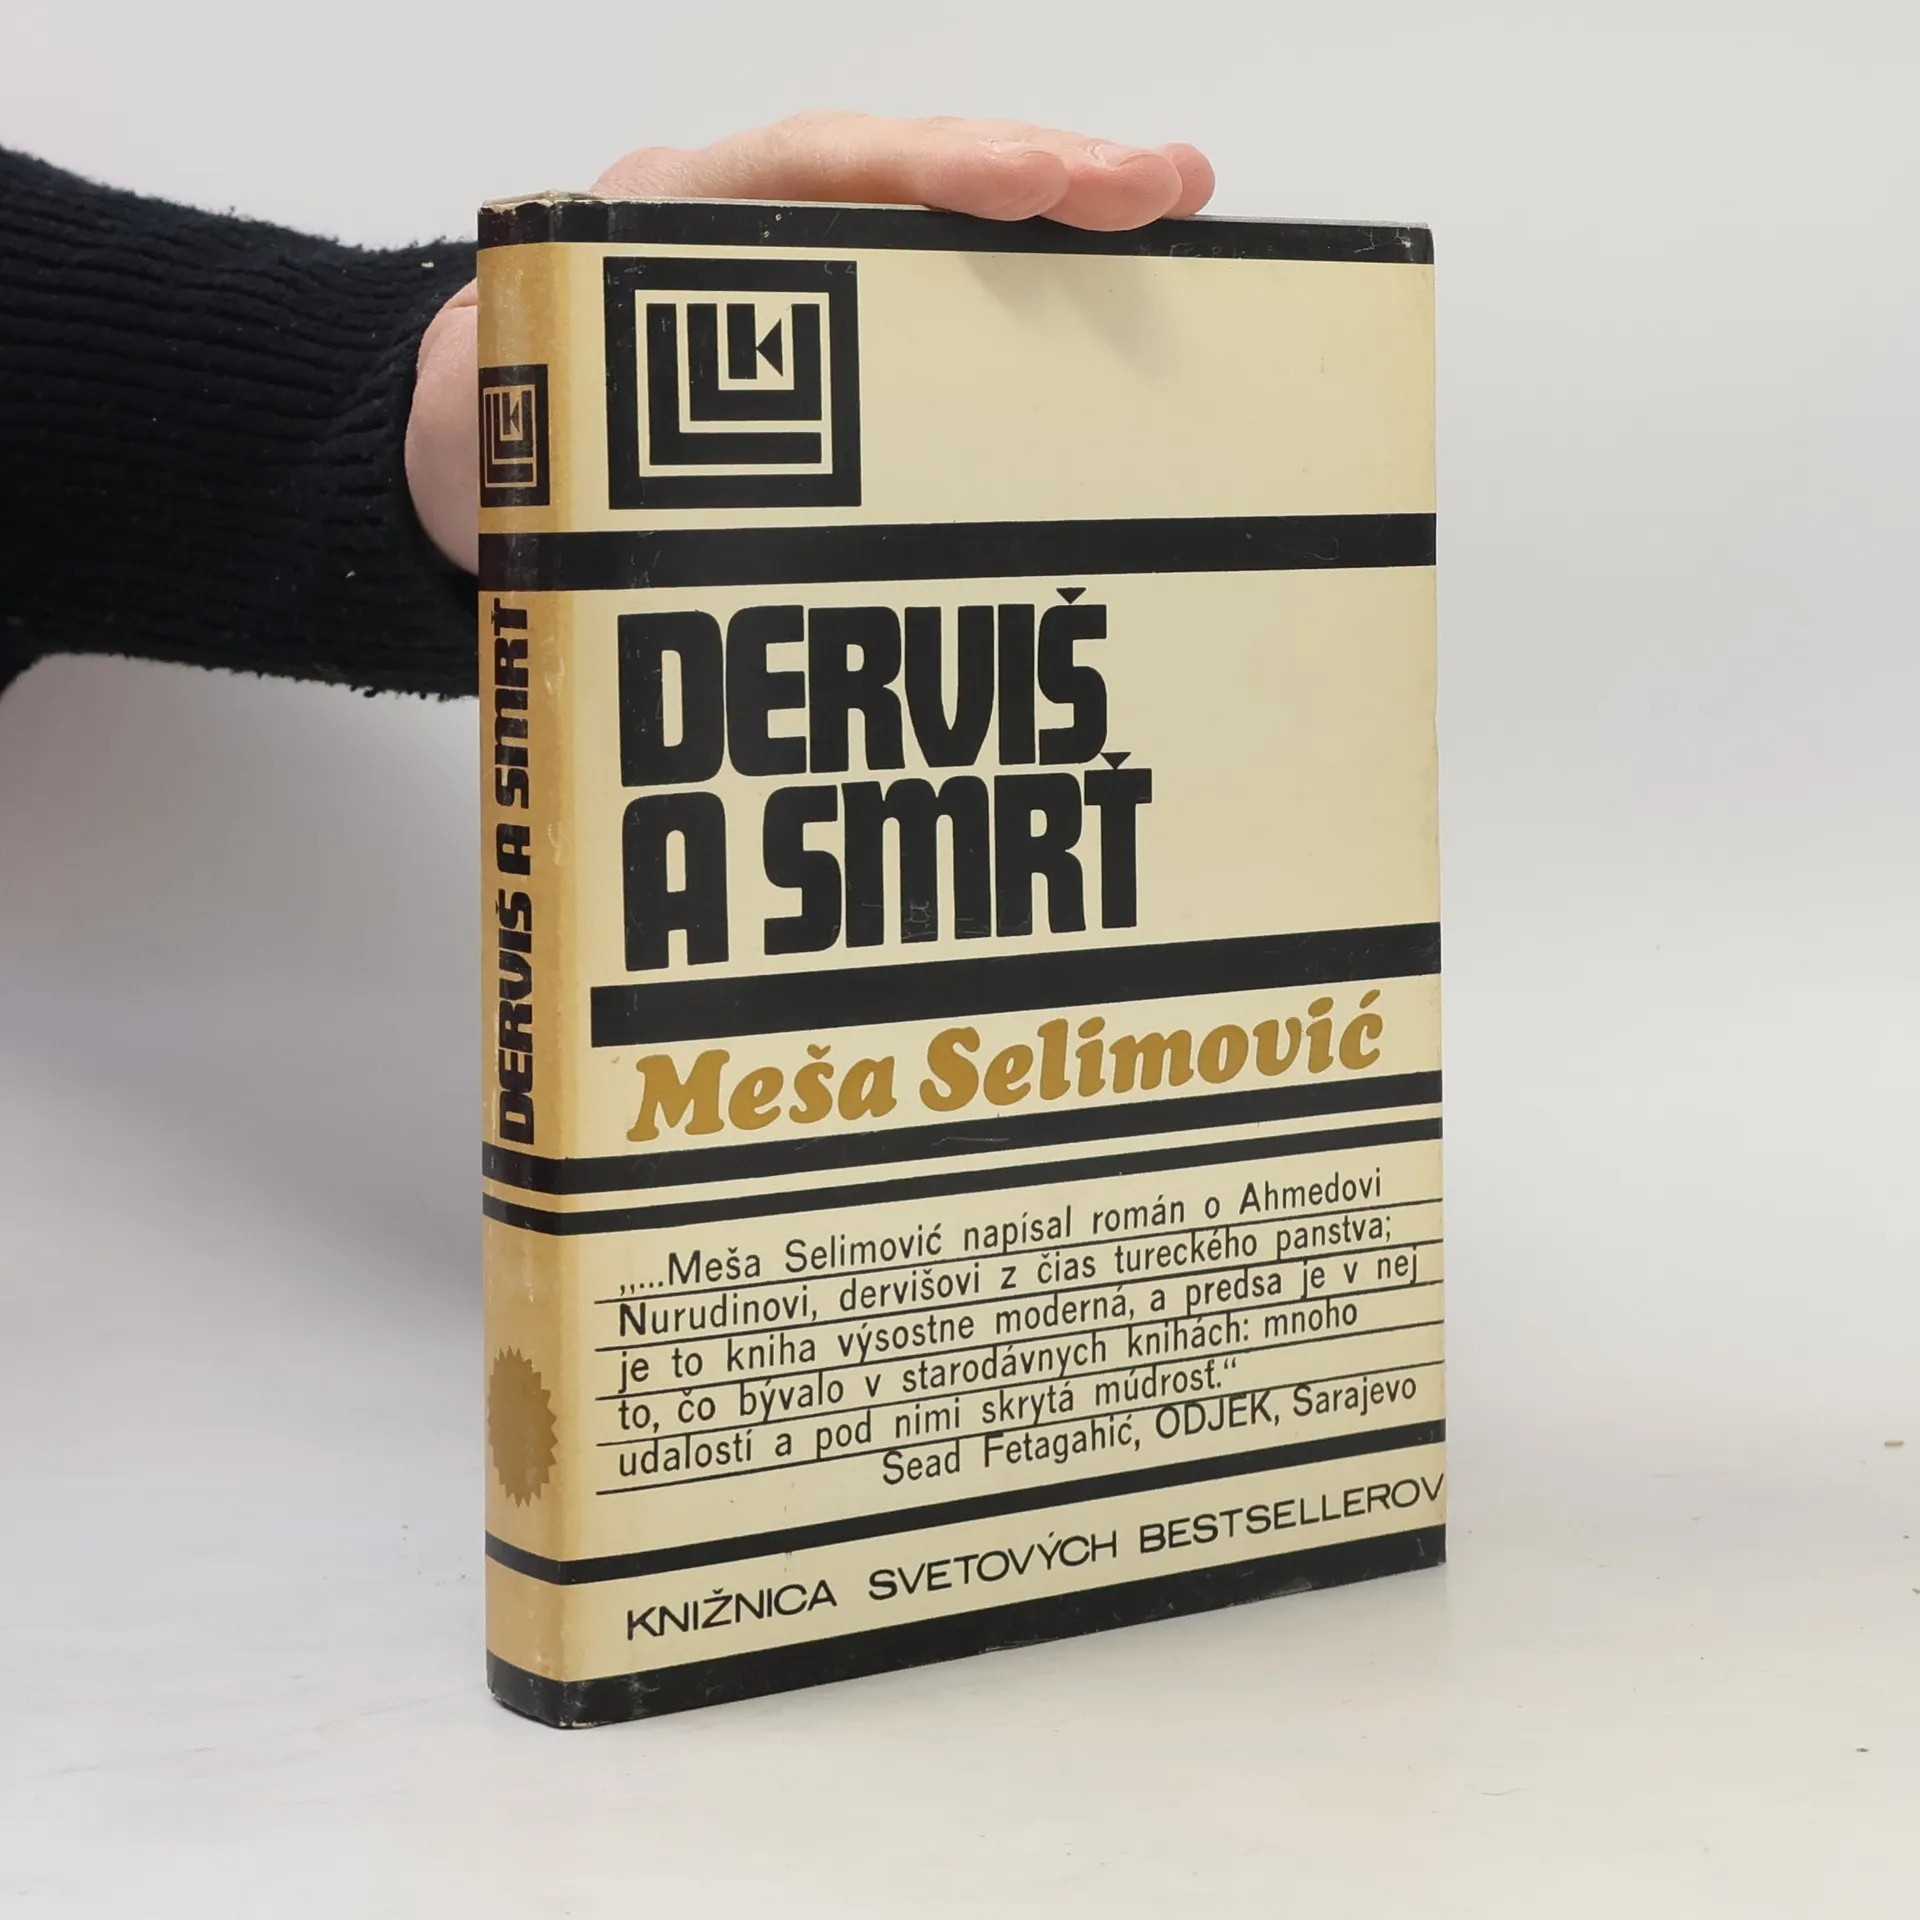 K
DERVIŠ
A SMRŤ
Meša Selimović
„...Meša Selimović napísal román o Ahmedovi
Nurudinovi, dervišovi z čias tureckého panstva;
je to kniha výsostne moderná, a predsa je v nej
to, čo bývalo v starodávnych knihách: mnoho
udalostí a pod nimi skrytá múdrosť.“
Sead Fetagahić, ODJEK, Sarajevo
KNIŽNICA SVETOVÝCH BESTSELLEROV
K
DERVIŠ A SMRŤ